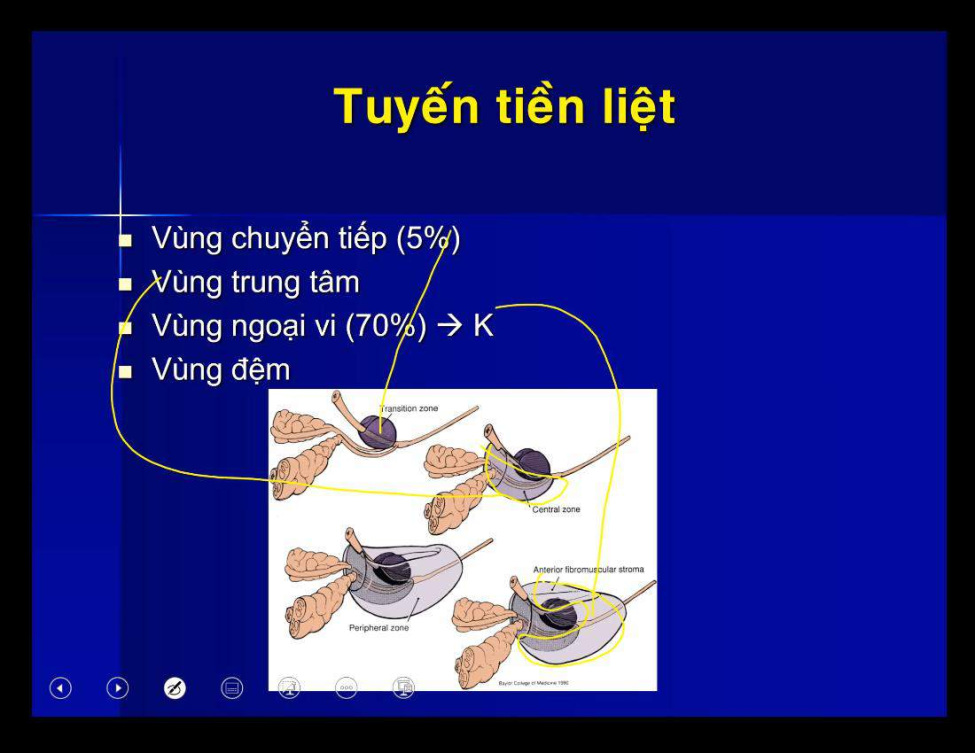 Tuyến tiền liệt
Vùng chuyển tiếp (5%)
Vùng trung tâm
Vùng ngoại vi (70%) → K
Vùng đệm
Transition zone
Central zone
Anterior fibromuscular stroma
Peripheral zone
Baylor College of Medicine 1990